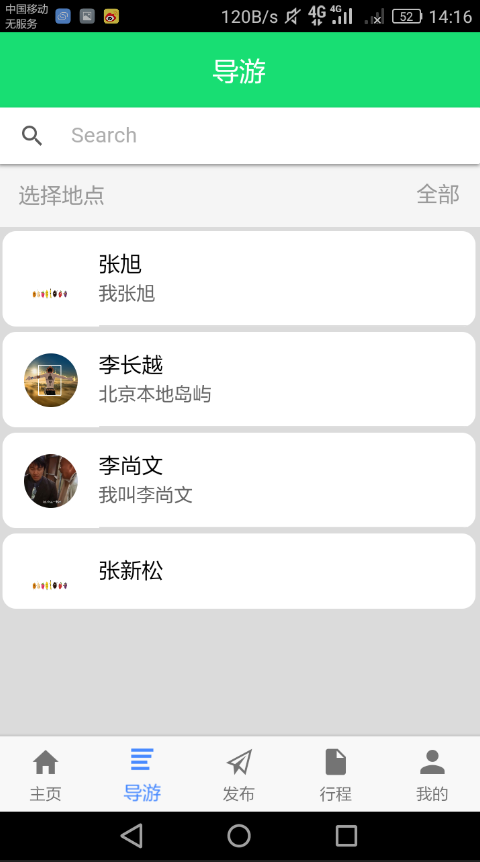 中国移动 120B/s 4G 4G 52 14:16
无服务
导游
Search
选择地点 全部
张旭
我张旭
李长越
北京本地岛屿
李尚文
我叫李尚文
张新松
主页 导游 发布 行程 我的